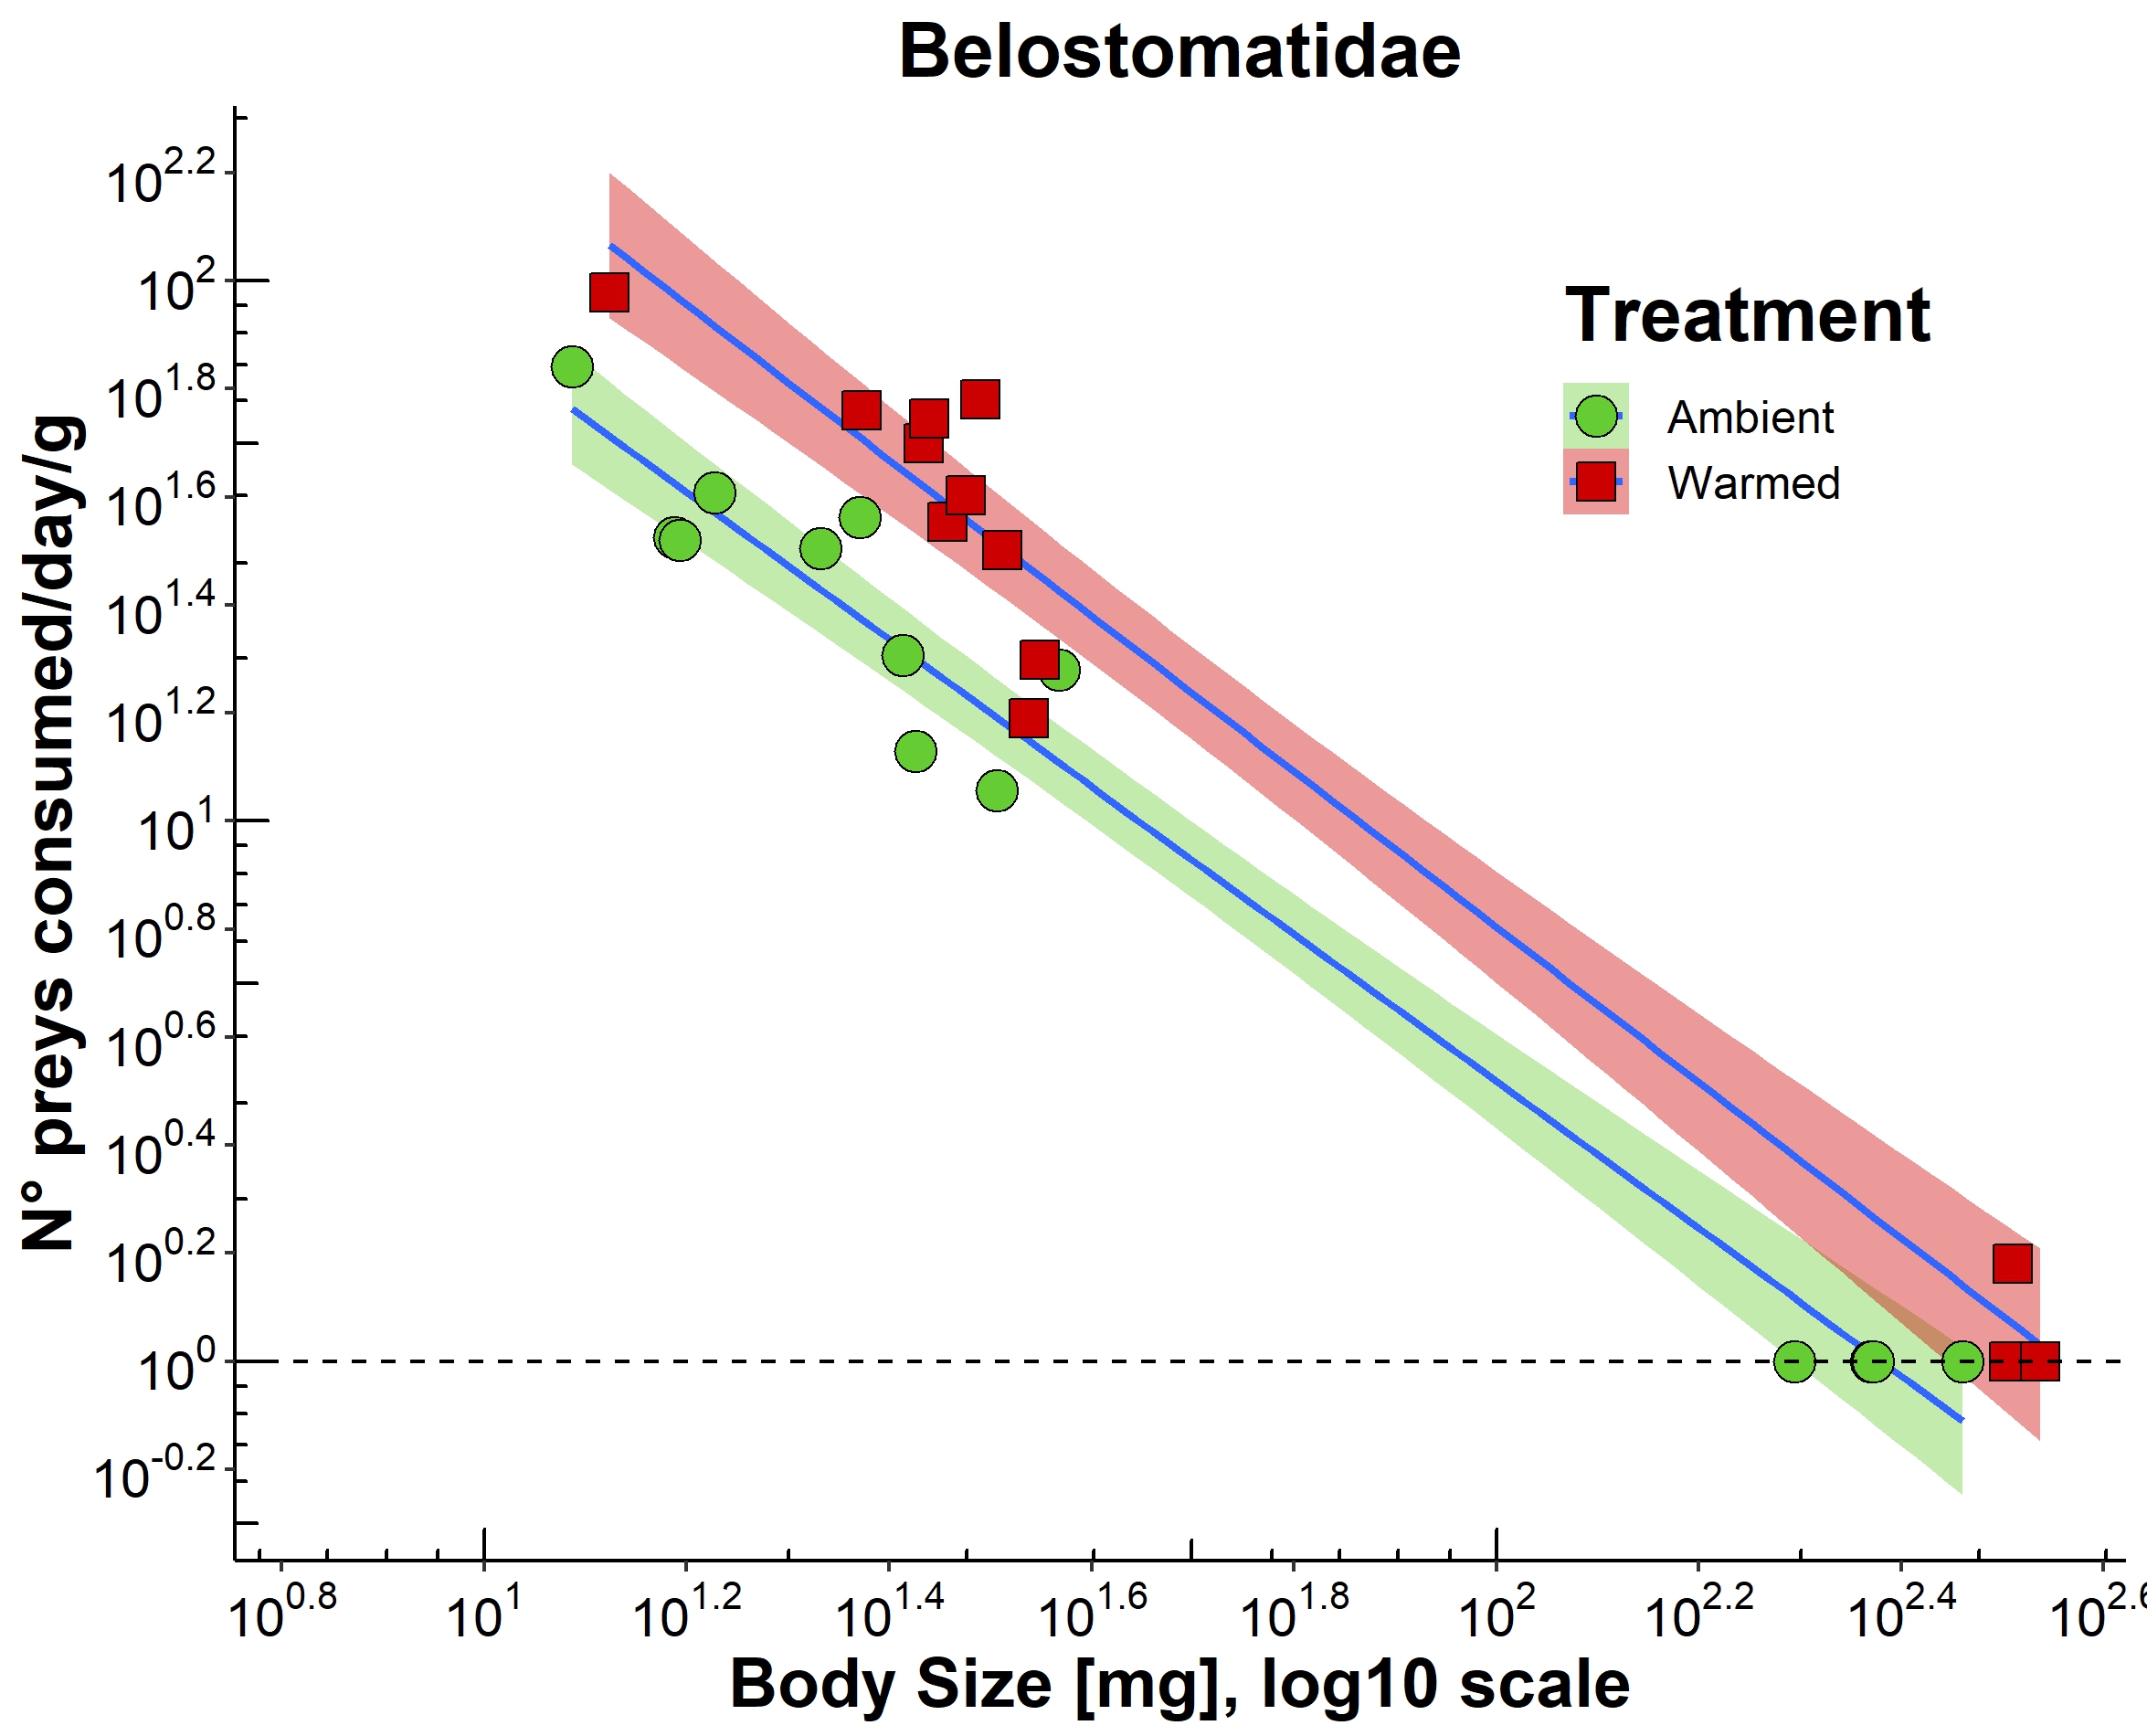 Belostomatidae
N° preys consumed/day/g
10^2.2
10^2
10^1.8
10^1.6
10^1.4
10^1.2
10^1
10^0.8
10^0.6
10^0.4
10^0.2
10^0
10^-0.2
Treatment
Ambient
Warmed
10^0.8 10^1 10^1.2 10^1.4 10^1.6 10^1.8 10^2 10^2.2 10^2.4 10^2.6
Body Size [mg], log10 scale